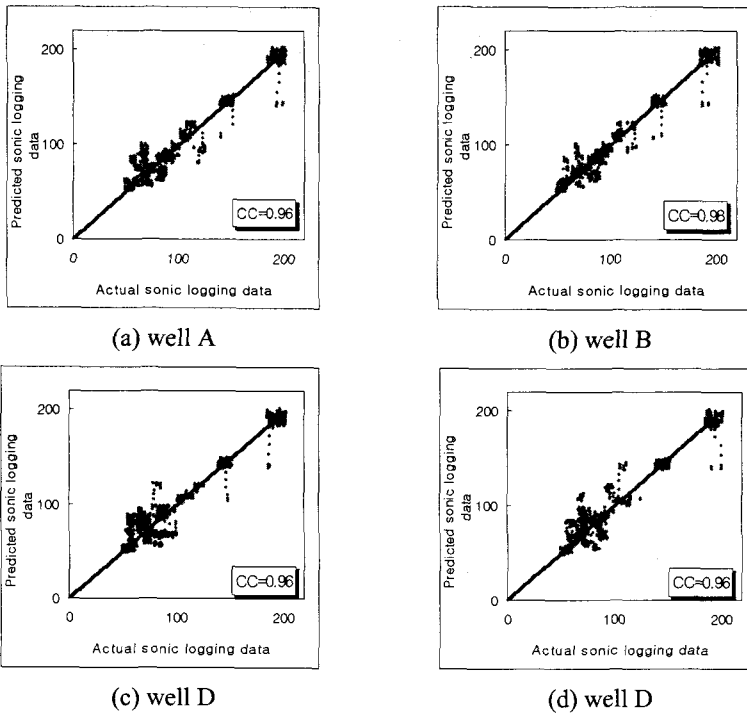 200
100
0
0
100
200
Predicted sonic logging
data
Actual sonic logging data
CC=0.96
(a) well A
200
100
0
0
100
200
Predicted sonic logging
data
Actual sonic logging data
CC=0.96
(b) well B
200
100
0
0
100
200
Predicted sonic logging
data
Actual sonic logging data
CC=0.96
(c) well D
200
100
0
0
100
200
Predicted sonic logging
data
Actual sonic logging data
CC=0.96
(d) well D